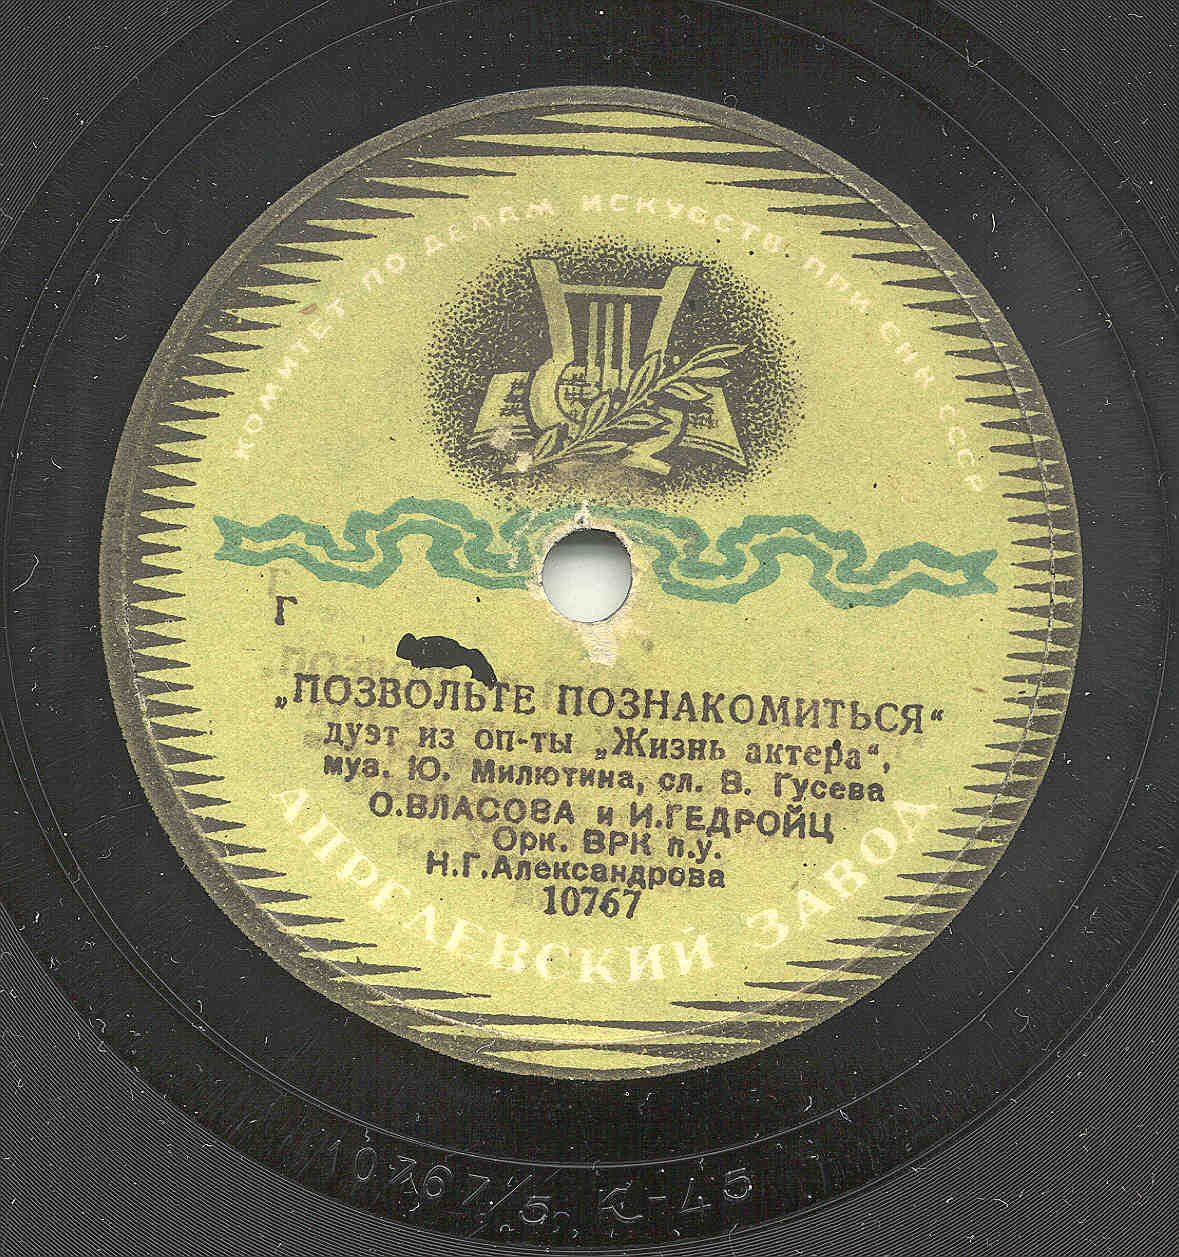 КОМИТЕТ ПО ДЕЛАМ ИСКУССТВ ПРИ СНК СССР
Г
„ПОЗВОЛЬТЕ ПОЗНАКОМИТЬСЯ“
дуэт из оп-ты „Жизнь актера“,
муз. Ю. Милютина, сл. В. Гусева
О.ВЛАСОВА и И.ГЕДРОЙЦ
Орк. ВРК п.у.
Н.Г.Александрова
10767
АПРЕЛЕВСКИЙ ЗАВОД
10767/5 К-45